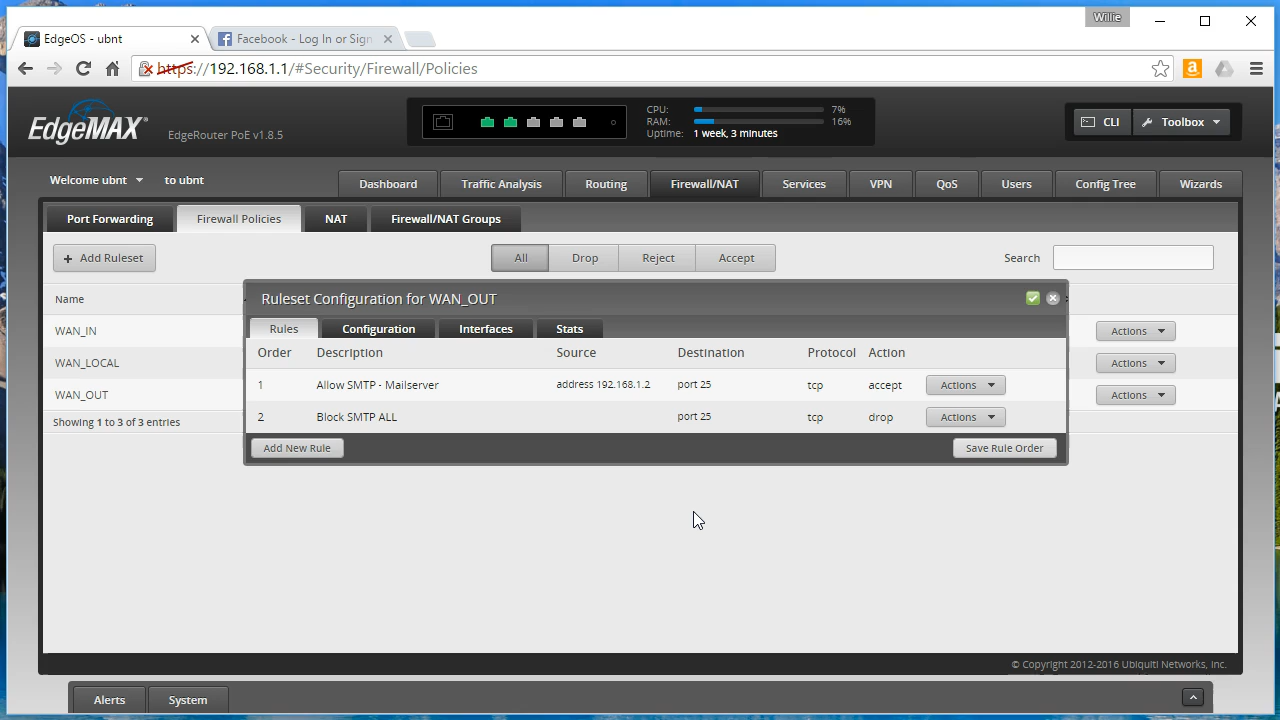 Willie
EdgeOS - ubnt
Facebook - Log In or Sign
https://192.168.1.1/#Security/Firewall/Policies
EdgeMAX
EdgeRouter PoE v1.8.5
CPU: 7%
RAM: 16%
Uptime: 1 week, 3 minutes
CLI
Toolbox
Welcome ubnt
to ubnt
Dashboard
Traffic Analysis
Routing
Firewall/NAT
Services
VPN
QoS
Users
Config Tree
Wizards
Port Forwarding
Firewall Policies
NAT
Firewall/NAT Groups
+ Add Ruleset
All
Drop
Reject
Accept
Search
Name
WAN_IN
Actions
WAN_LOCAL
Actions
WAN_OUT
Actions
Showing 1 to 3 of 3 entries
Ruleset Configuration for WAN_OUT
Rules
Configuration
Interfaces
Stats
Order Description Source Destination Protocol Action
1 Allow SMTP - Mailserver address 192.168.1.2 port 25 tcp accept Actions
2 Block SMTP ALL port 25 tcp drop Actions
Add New Rule
Save Rule Order
© Copyright 2012-2016 Ubiquiti Networks, Inc.
Alerts
System